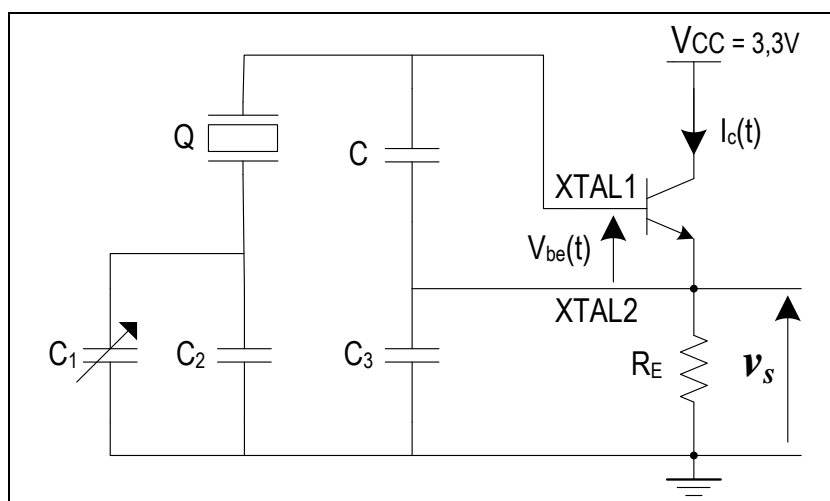 VCC = 3,3V
Q
C
Ic(t)
XTAL1
Vbe(t)
XTAL2
C1
C2
C3
RE
vs